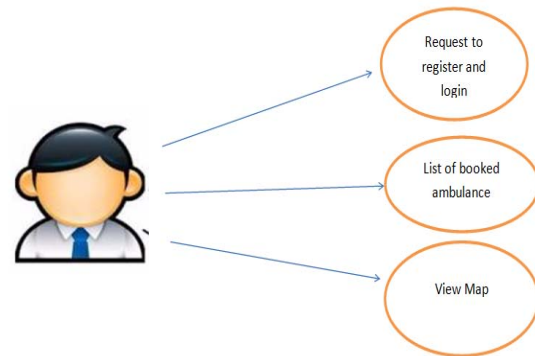 Request to
register and
login
List of booked
ambulance
View Map